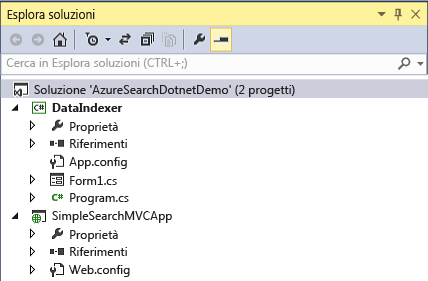 Esplora soluzioni
Cerca in Esplora soluzioni (CTRL+;)
Soluzione 'AzureSearchDotnetDemo' (2 progetti)
C# DataIndexer
Proprietà
Riferimenti
App.config
Form1.cs
C# Program.cs
SimpleSearchMVCApp
Proprietà
Riferimenti
Web.config